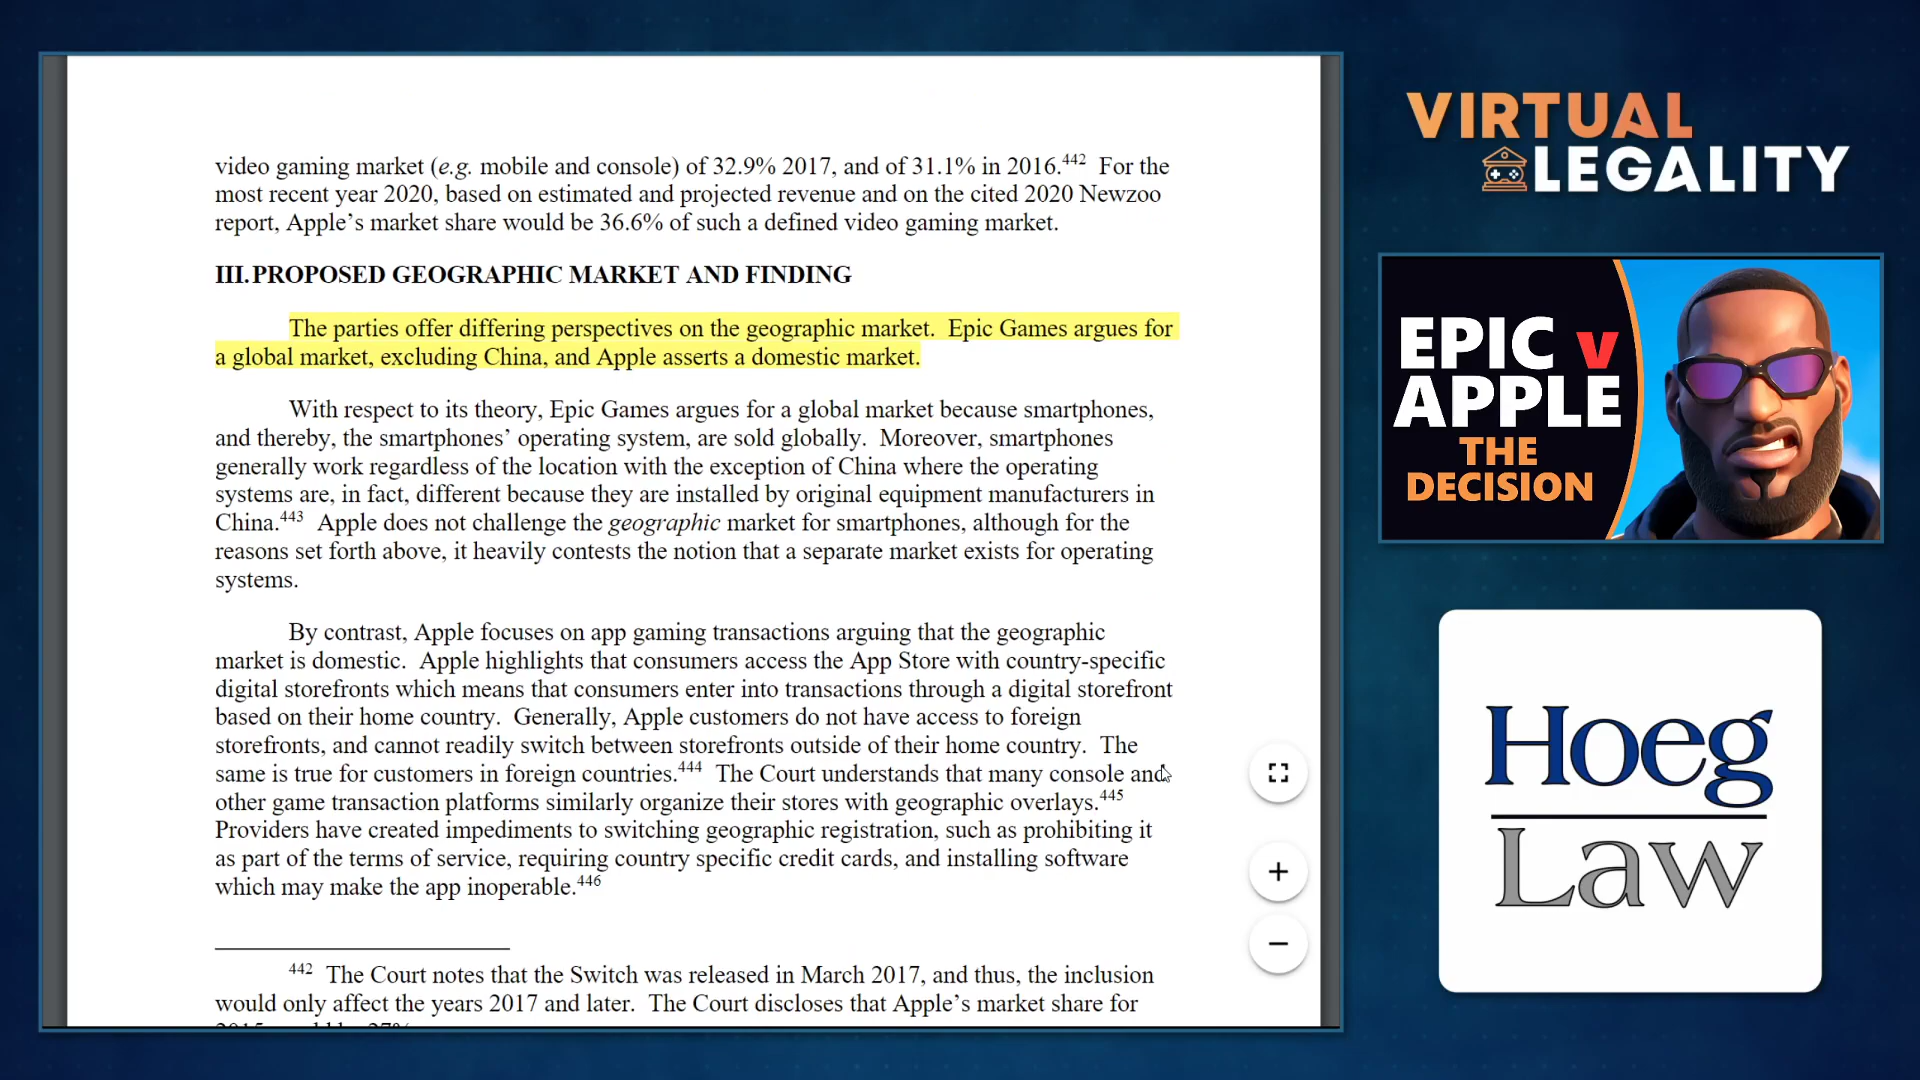 video gaming market (e.g. mobile and console) of 32.9% 2017, and of 31.1% in 2016.442 For the
most recent year 2020, based on estimated and projected revenue and on the cited 2020 Newzoo
report, Apple’s market share would be 36.6% of such a defined video gaming market.
III. PROPOSED GEOGRAPHIC MARKET AND FINDING
The parties offer differing perspectives on the geographic market. Epic Games argues for
a global market, excluding China, and Apple asserts a domestic market.
With respect to its theory, Epic Games argues for a global market because smartphones,
and thereby, the smartphones’ operating system, are sold globally. Moreover, smartphones
generally work regardless of the location with the exception of China where the operating
systems are, in fact, different because they are installed by original equipment manufacturers in
China.443 Apple does not challenge the geographic market for smartphones, although for the
reasons set forth above, it heavily contests the notion that a separate market exists for operating
systems.
By contrast, Apple focuses on app gaming transactions arguing that the geographic
market is domestic. Apple highlights that consumers access the App Store with country-specific
digital storefronts which means that consumers enter into transactions through a digital storefront
based on their home country. Generally, Apple customers do not have access to foreign
storefronts, and cannot readily switch between storefronts outside of their home country. The
same is true for customers in foreign countries.444 The Court understands that many console and
other game transaction platforms similarly organize their stores with geographic overlays.445
Providers have created impediments to switching geographic registration, such as prohibiting it
as part of the terms of service, requiring country specific credit cards, and installing software
which may make the app inoperable.446
442 The Court notes that the Switch was released in March 2017, and thus, the inclusion
would only affect the years 2017 and later. The Court discloses that Apple’s market share for
VIRTUAL
LEGALITY
EPIC v
APPLE
THE
DECISION
Hoeg
Law